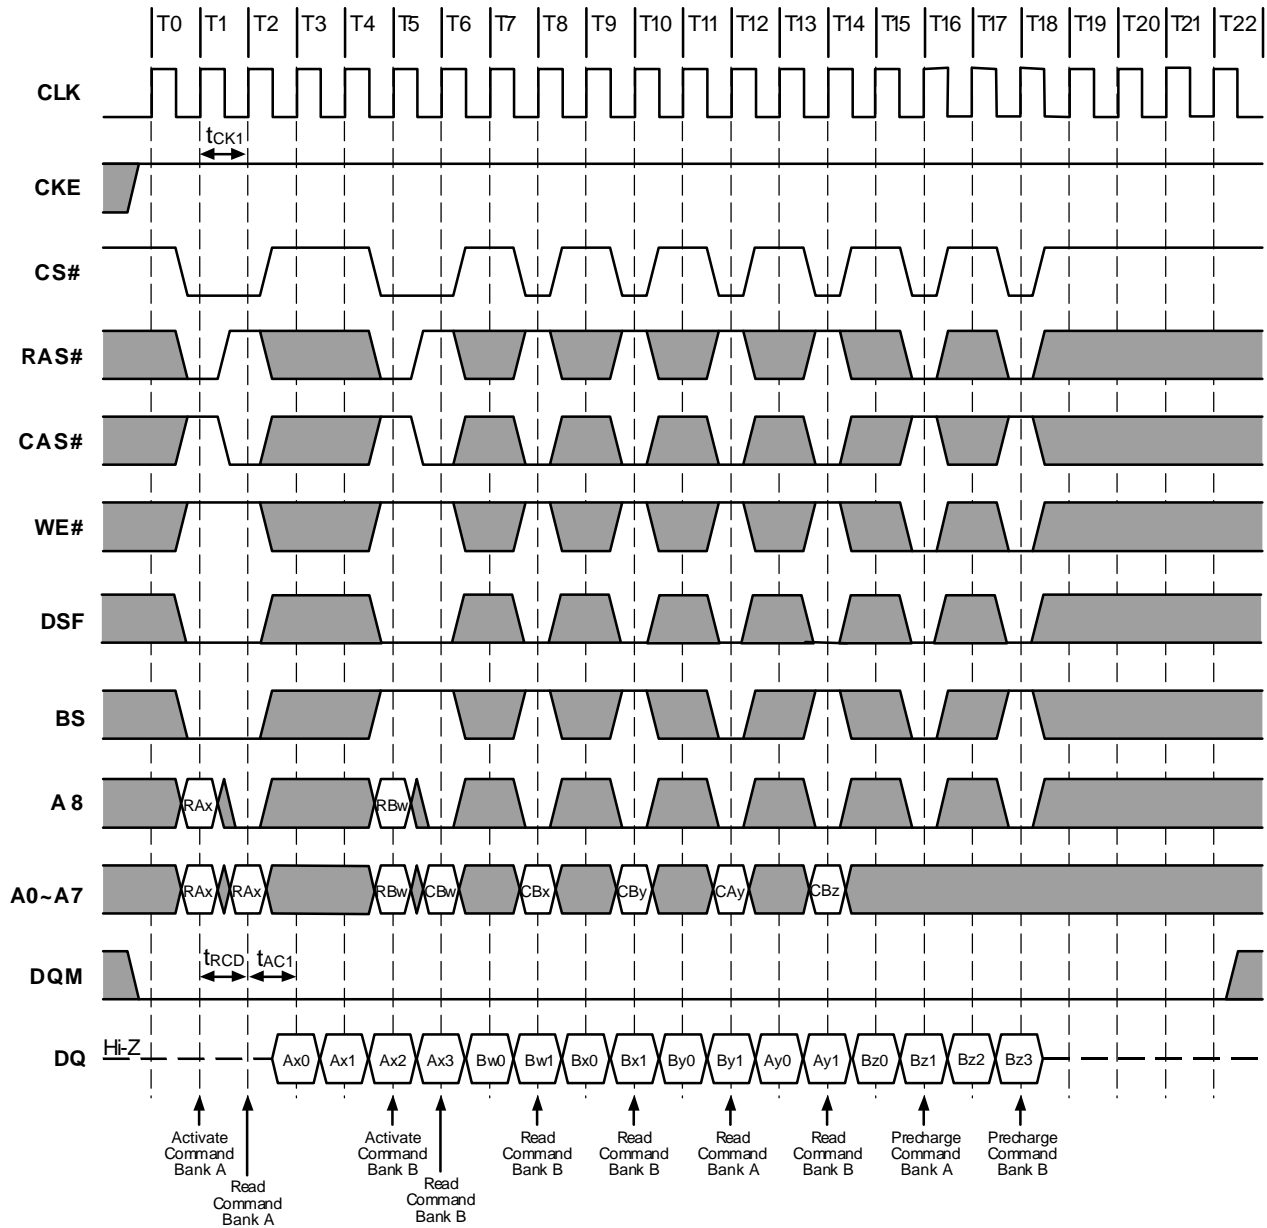 T0 T1 T2 T3 T4 T5 T6 T7 T8 T9 T10 T11 T12 T13 T14 T15 T16 T17 T18 T19 T20 T21 T22
CLK
tCK1
CKE
CS#
RAS#
CAS#
WE#
DSF
BS
A8 RAx RBw
A0~A7 RAx RAx RBw CBw CBx CBy CAy CBz
DQM tRCD tAC1
DQ Hi-Z Ax0 Ax1 Ax2 Ax3 Bw0 Bw1 Bx0 Bx1 By0 By1 Ay0 Ay1 Bz0 Bz1 Bz2 Bz3
Activate
Command
Bank A
Read
Command
Bank A
Activate
Command
Bank B
Read
Command
Bank B
Read
Command
Bank B
Read
Command
Bank B
Read
Command
Bank A
Read
Command
Bank B
Precharge
Command
Bank A
Precharge
Command
Bank B